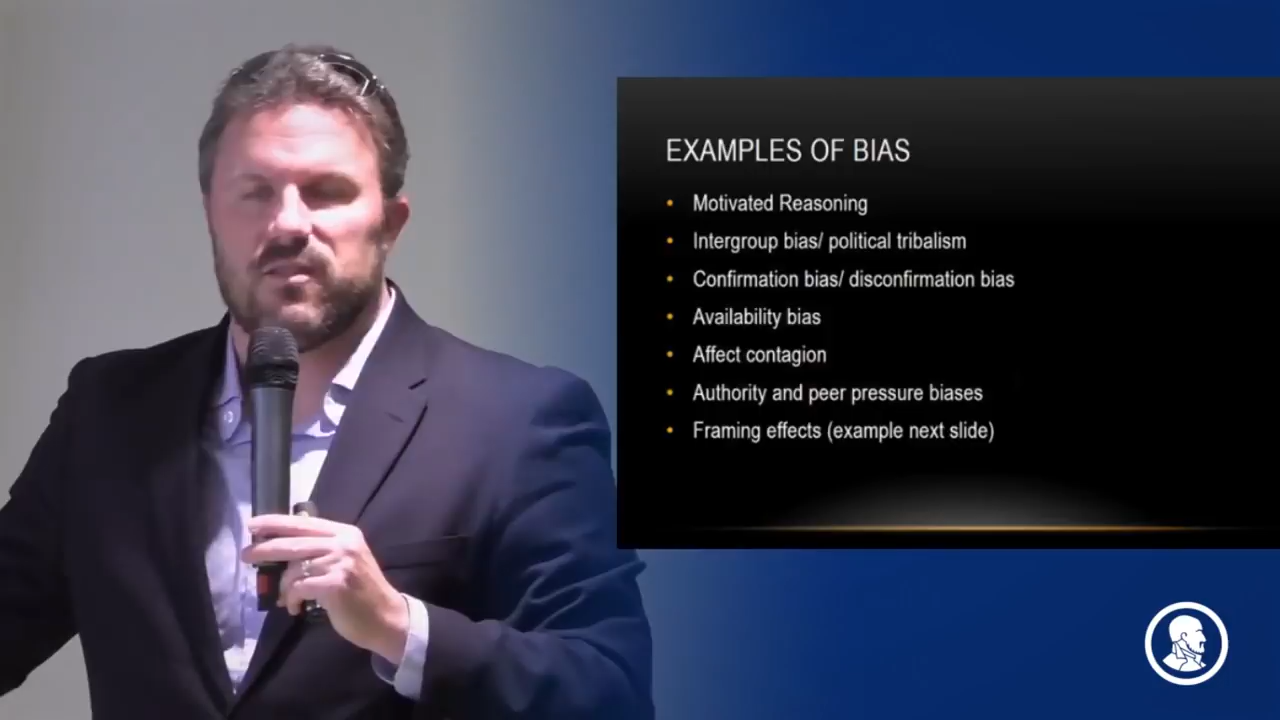 EXAMPLES OF BIAS
• Motivated Reasoning
• Intergroup bias/ political tribalism
• Confirmation bias/ disconfirmation bias
• Availability bias
• Affect contagion
• Authority and peer pressure biases
• Framing effects (example next slide)